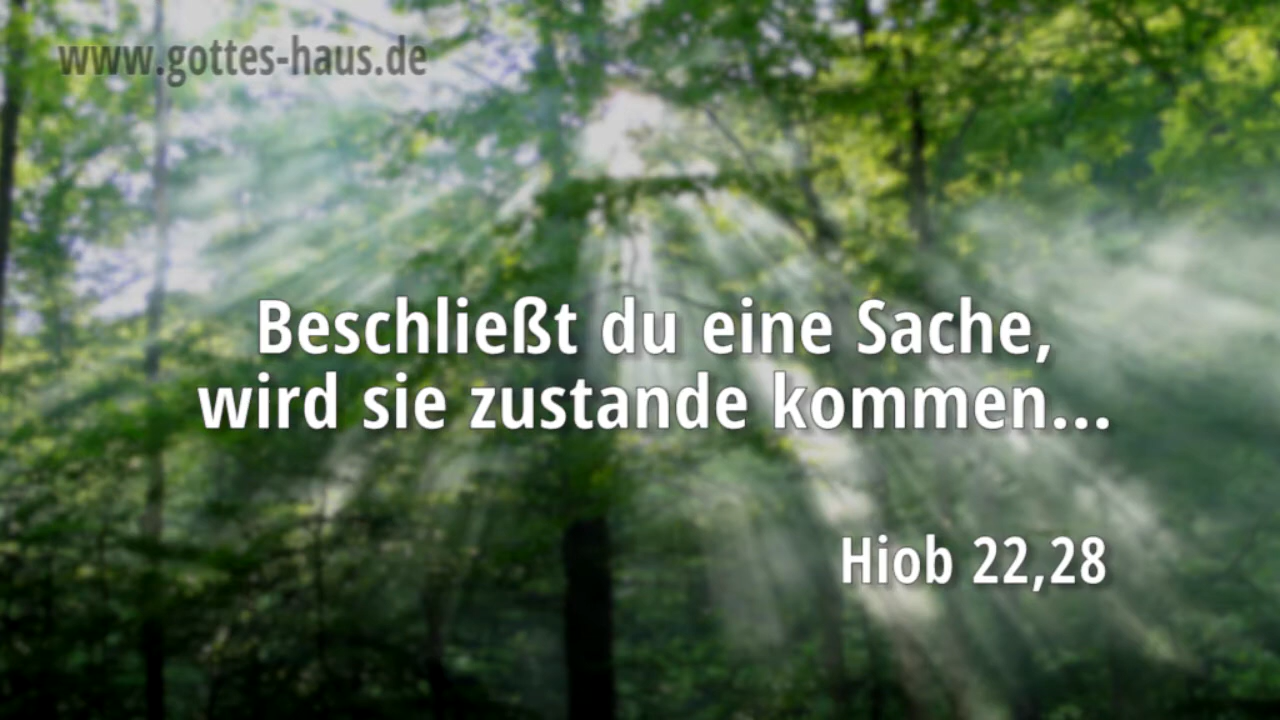 www.gottes-haus.de
Beschließt du eine Sache,
wird sie zustande kommen...
Hiob 22,28